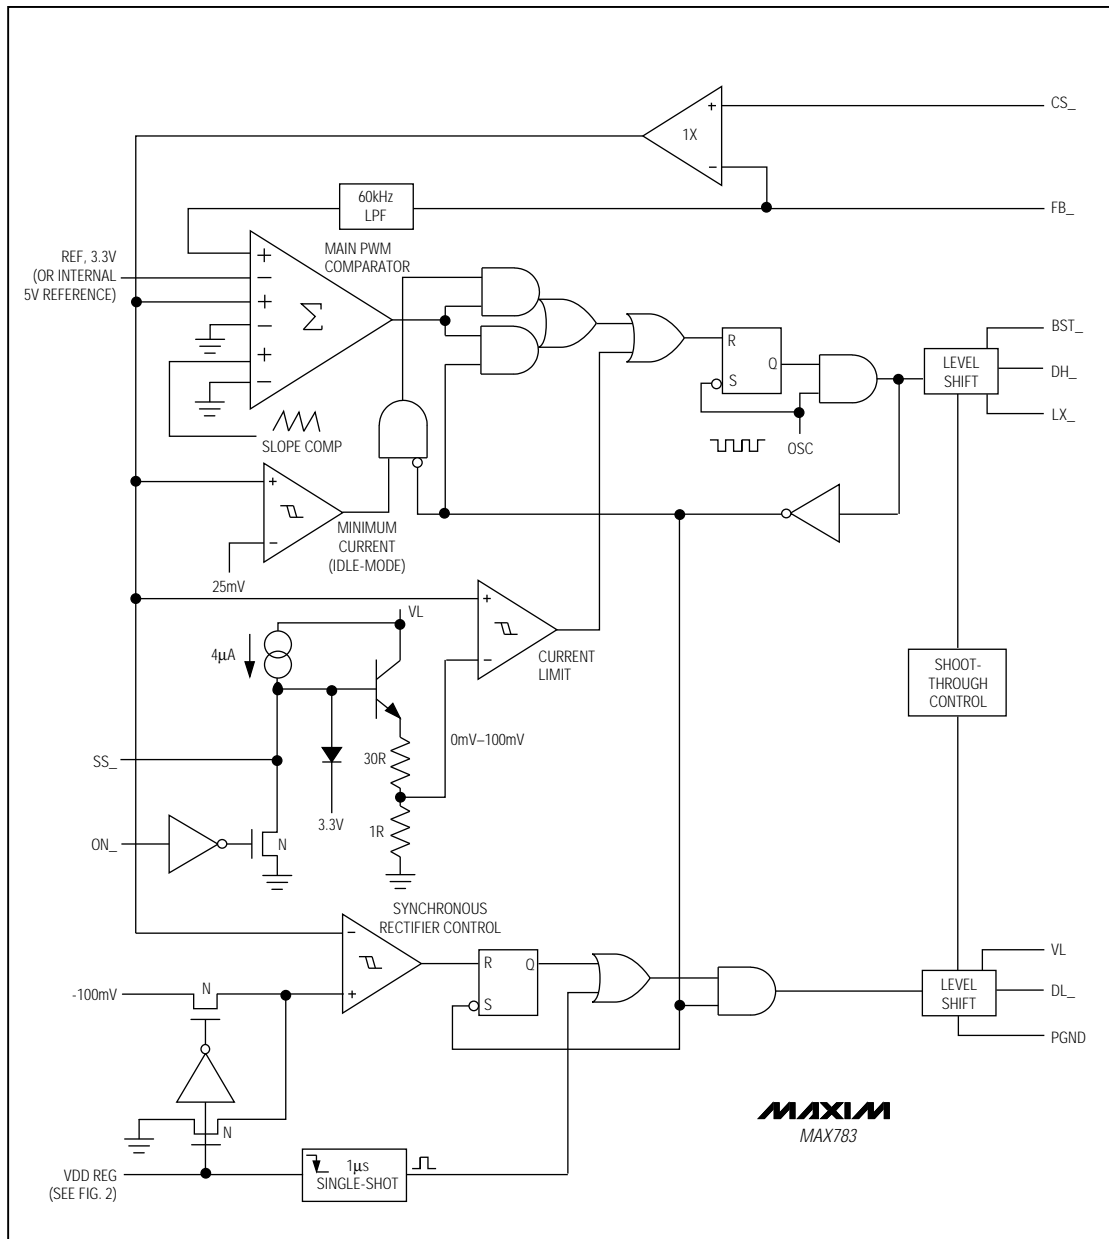 CS_
+
1X
−
60kHz
LPF
FB_
REF, 3.3V
(OR INTERNAL
5V REFERENCE)
MAIN PWM
COMPARATOR
+
−
+
−
+
−
Σ
R
Q
S
OSC
LEVEL
SHIFT
BST_
DH_
LX_
SLOPE COMP
+
−
MINIMUM
CURRENT
(IDLE-MODE)
25mV
VL
+
−
CURRENT
LIMIT
4µA
SHOOT-
THROUGH
CONTROL
0mV–100mV
30R
SS_
3.3V
1R
ON_
N
SYNCHRONOUS
RECTIFIER CONTROL
−
+
R
Q
S
-100mV
N
LEVEL
SHIFT
VL
DL_
PGND
N
MAXIM
MAX783
VDD REG
(SEE FIG. 2)
1µs
SINGLE-SHOT